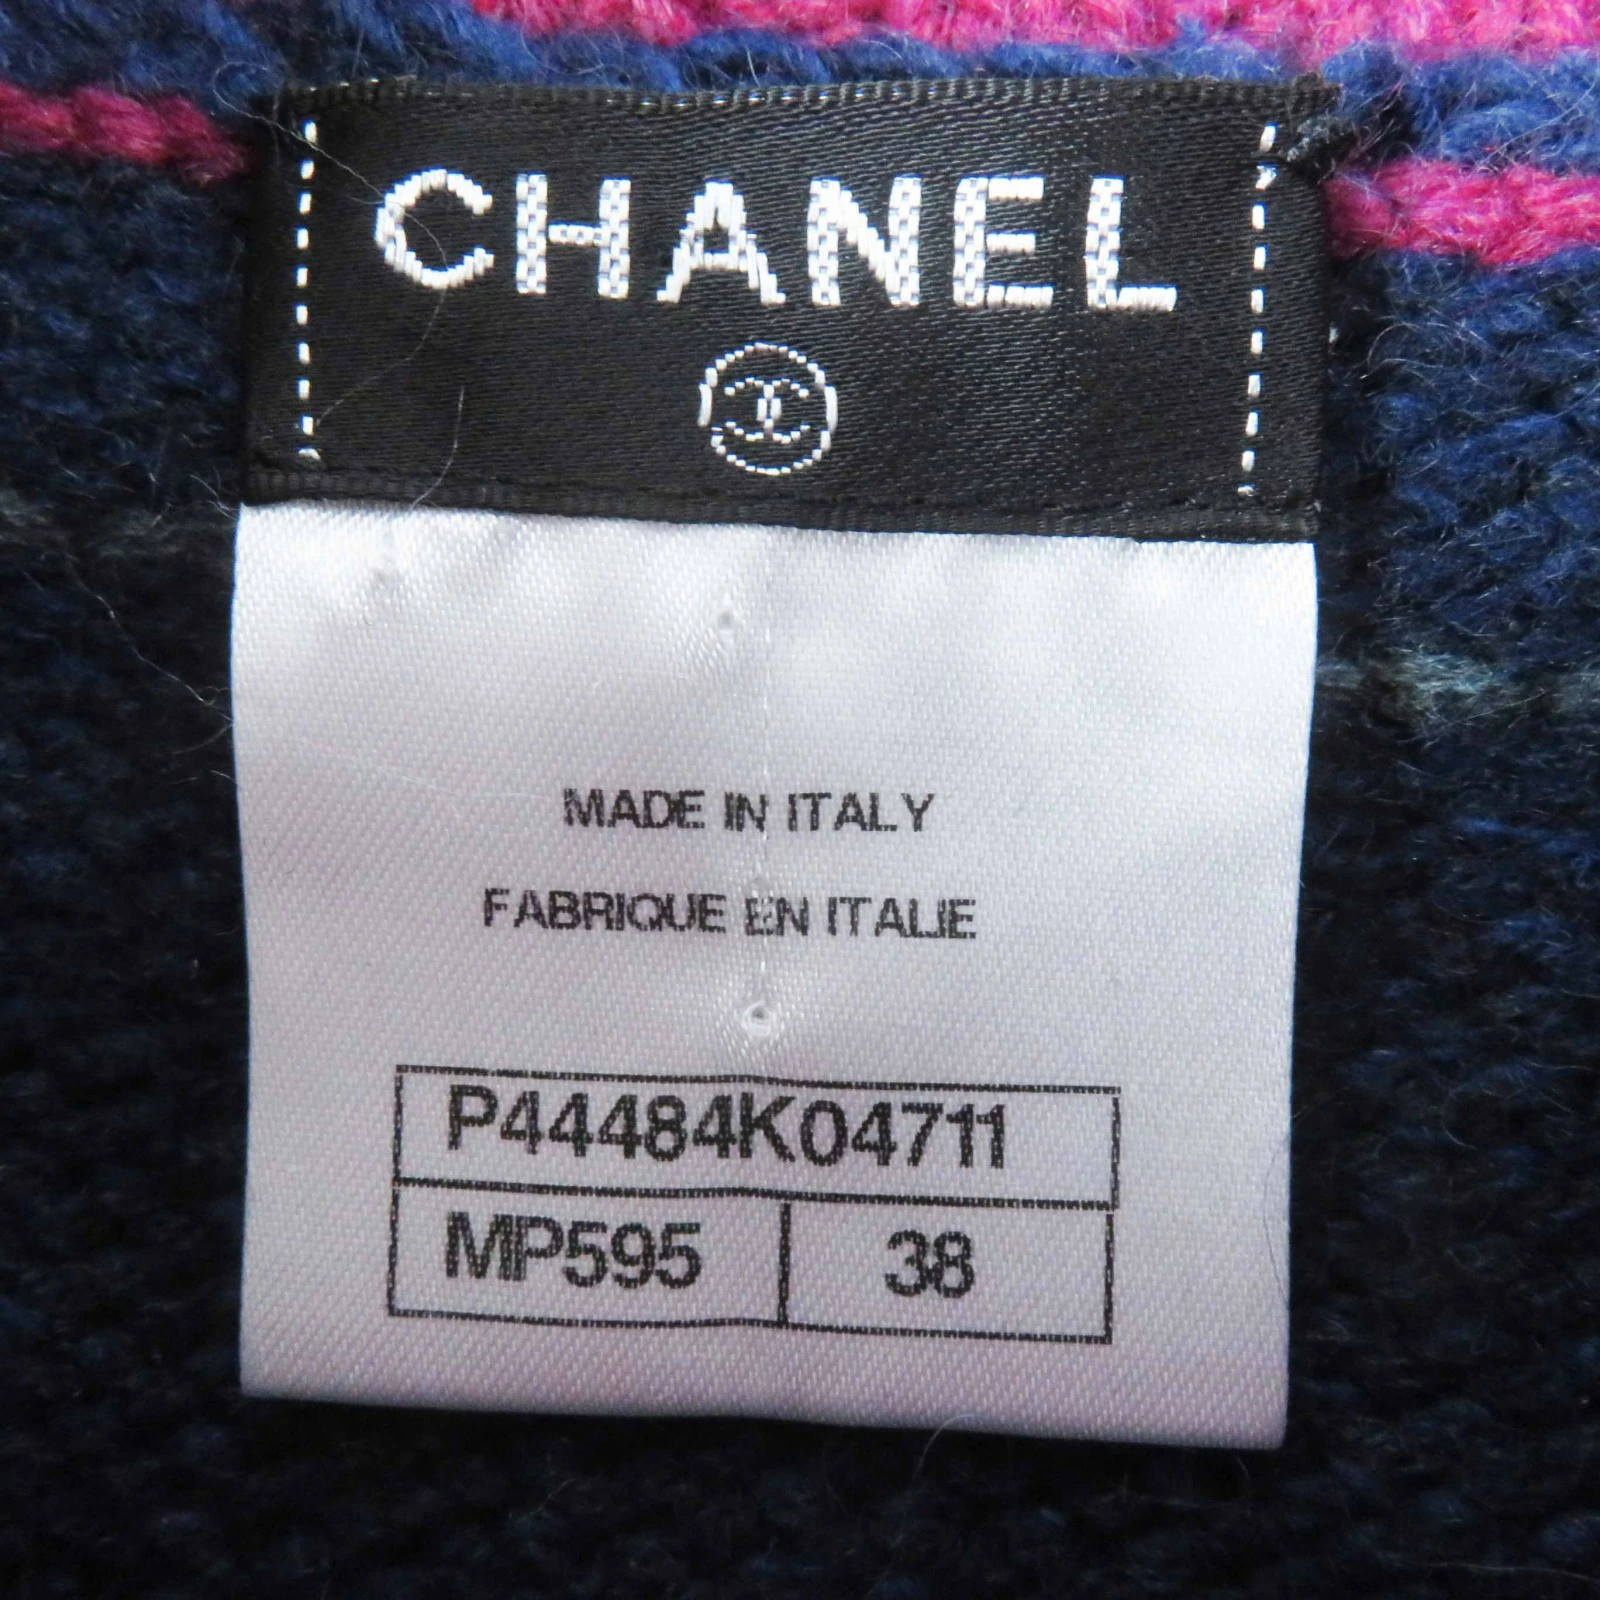 CHANEL
MADE IN ITALY
FABRIQUE EN ITALIE
P44484K04711
MP595 38